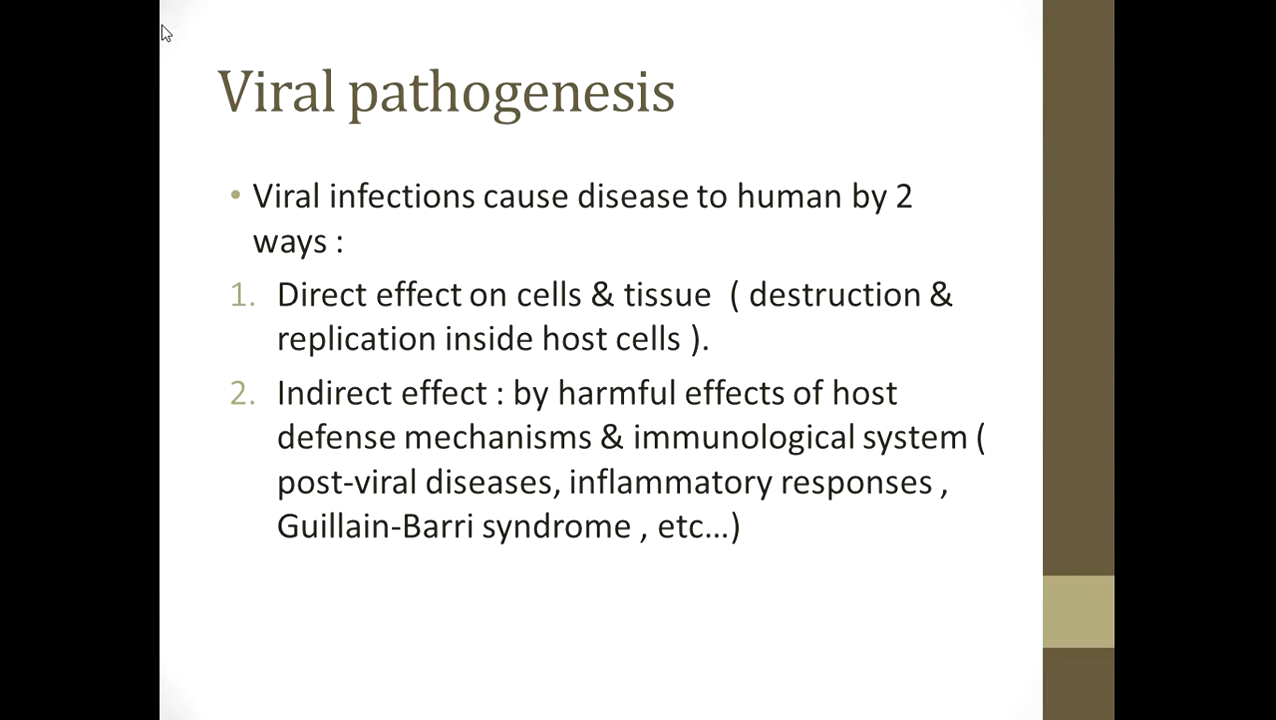 Viral pathogenesis
• Viral infections cause disease to human by 2
ways :
1. Direct effect on cells & tissue ( destruction &
replication inside host cells ).
2. Indirect effect : by harmful effects of host
defense mechanisms & immunological system (
post-viral diseases, inflammatory responses ,
Guillain-Barri syndrome , etc...)